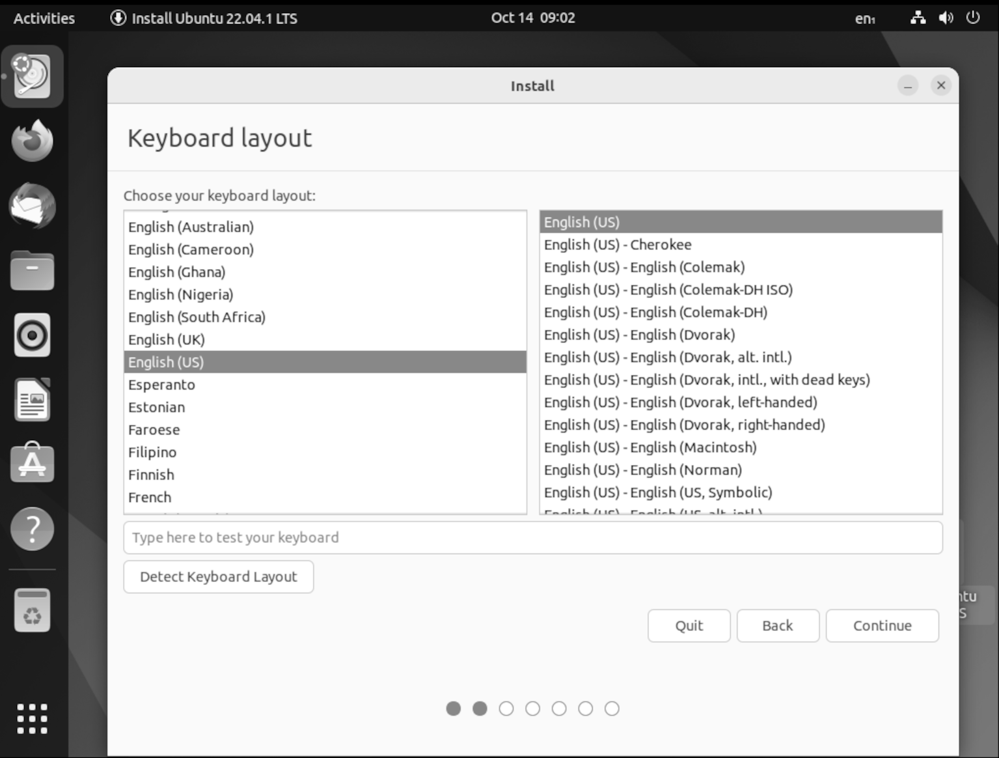 Activities
Install Ubuntu 22.04.1 LTS
Oct 14 09:02
en₁
Install
Keyboard layout
Choose your keyboard layout:
English (Australian)
English (Cameroon)
English (Ghana)
English (Nigeria)
English (South Africa)
English (UK)
English (US)
Esperanto
Estonian
Faroese
Filipino
Finnish
French
English (US)
English (US) - Cherokee
English (US) - English (Colemak)
English (US) - English (Colemak-DH ISO)
English (US) - English (Colemak-DH)
English (US) - English (Dvorak)
English (US) - English (Dvorak, alt. intl.)
English (US) - English (Dvorak, intl., with dead keys)
English (US) - English (Dvorak, left-handed)
English (US) - English (Dvorak, right-handed)
English (US) - English (Macintosh)
English (US) - English (Norman)
English (US) - English (US, Symbolic)
English (US) - English (US, alt. intl.)
Type here to test your keyboard
Detect Keyboard Layout
ntu
S
Quit
Back
Continue